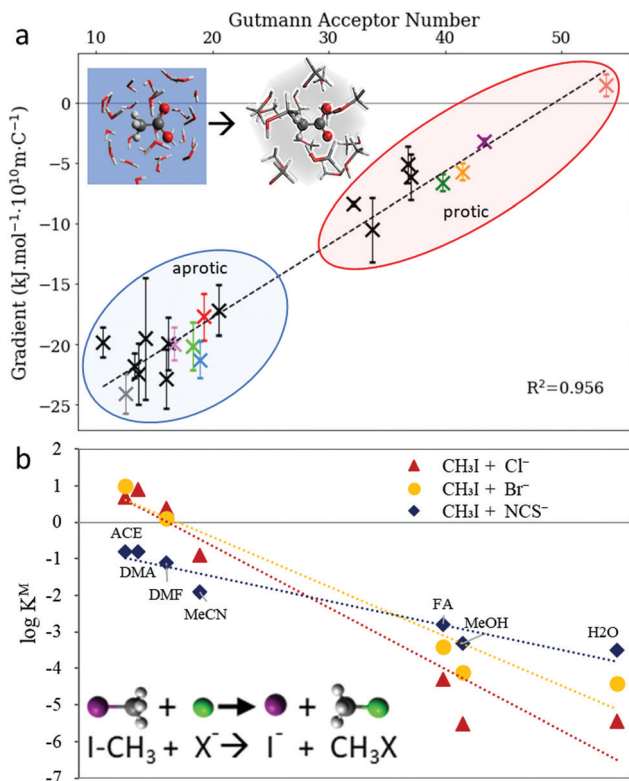 Gutmann Acceptor Number
a
10 20 30 40 50
Gradient (kJ.mol⁻¹·10¹⁰m·C⁻¹)
0
−5
−10
−15
−20
−25
protic
aprotic
R²=0.956
b
log Kᴹ
2
1
0
-1
-2
-3
-4
-5
-6
-7
CH₃I + Cl⁻
CH₃I + Br⁻
CH₃I + NCS⁻
ACE
DMA
DMF
MeCN
FA
MeOH
H2O
+ +
I-CH₃ + X⁻ → I⁻ + CH₃X